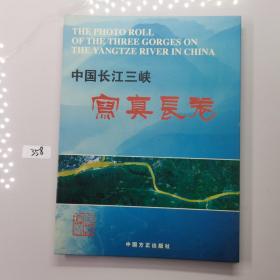 THE PHOTO ROLL
OF THE THREE GORGES ON
THE YANGTZE RIVER IN CHINA
中国长江三峡
寫真長卷
358
中国方正出版社